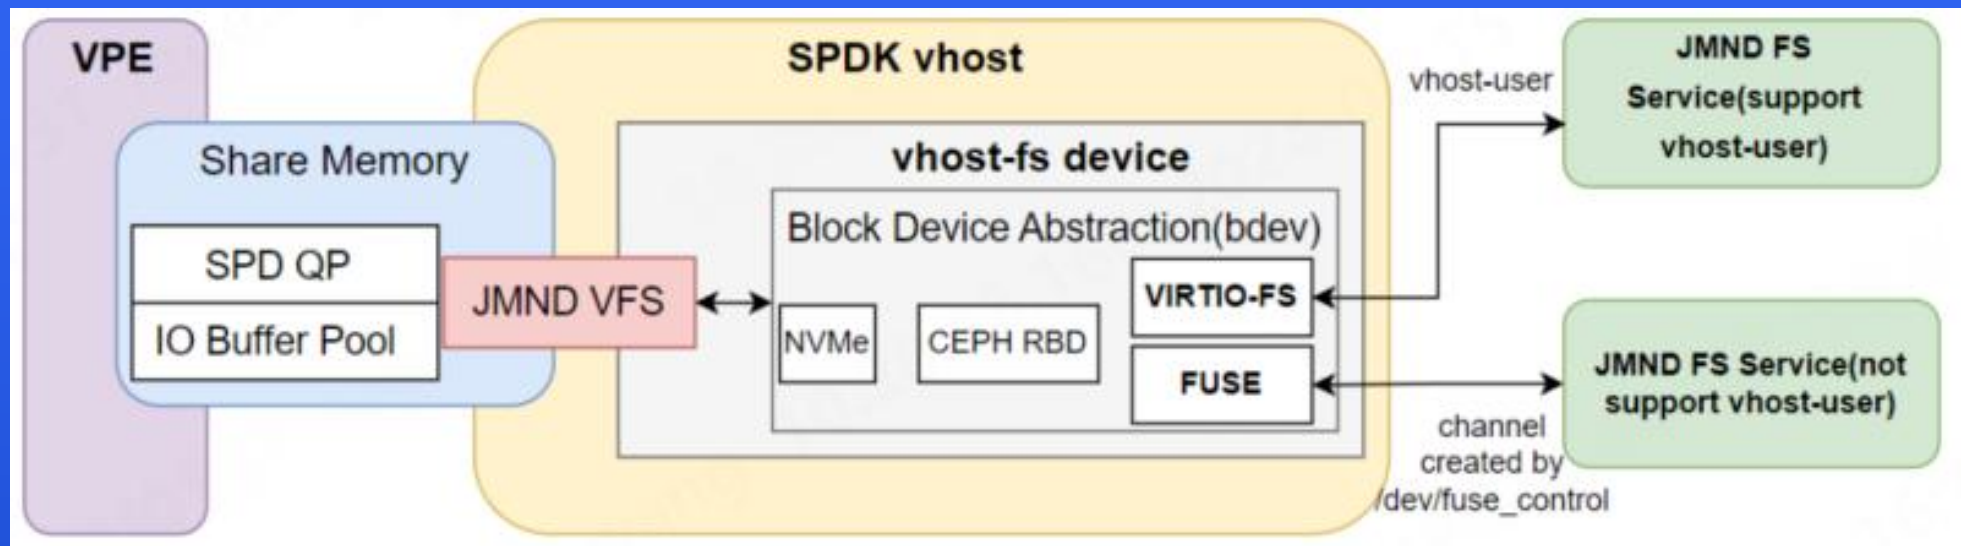 VPE
Share Memory
SPD QP
IO Buffer Pool
JMND VFS
SPDK vhost
vhost-fs device
Block Device Abstraction(bdev)
NVMe
CEPH RBD
VIRTIO-FS
FUSE
vhost-user
JMND FS
Service(support
vhost-user)
channel
created by
/dev/fuse_control
JMND FS Service(not
support vhost-user)